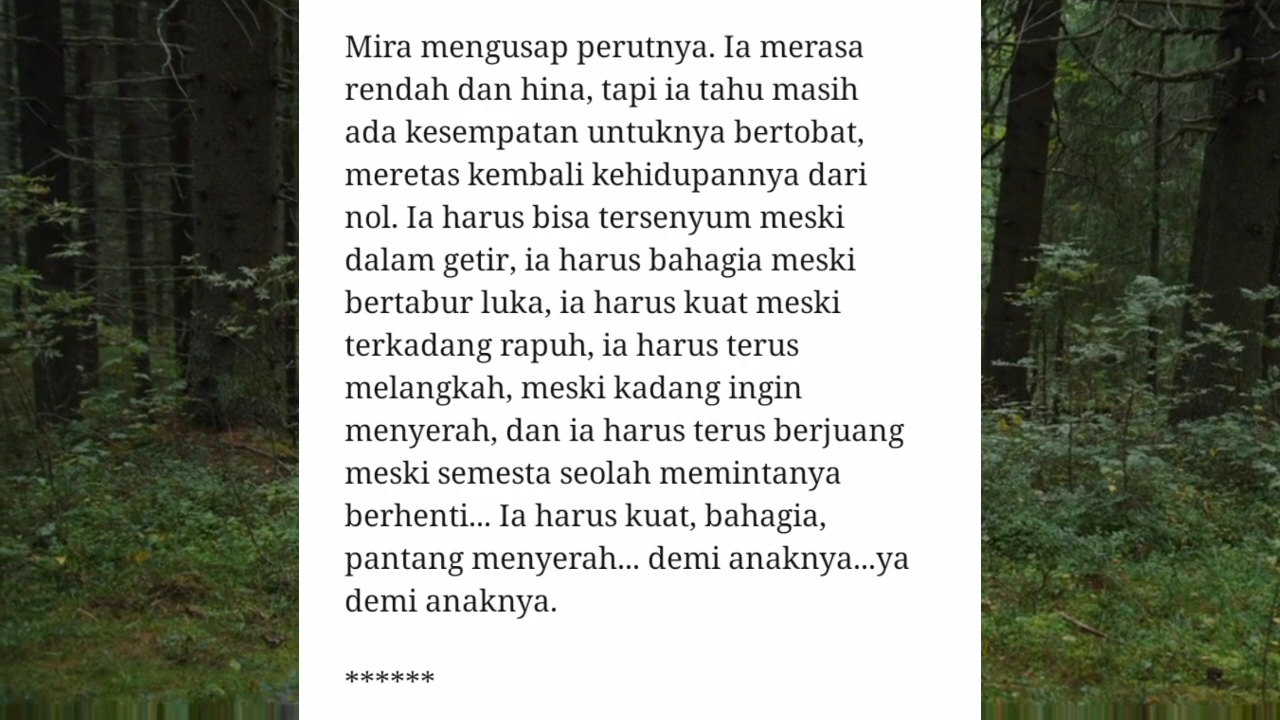 Mira mengusap perutnya. Ia merasa
rendah dan hina, tapi ia tahu masih
ada kesempatan untuknya bertobat,
meretas kembali kehidupannya dari
nol. Ia harus bisa tersenyum meski
dalam getir, ia harus bahagia meski
bertabur luka, ia harus kuat meski
terkadang rapuh, ia harus terus
melangkah, meski kadang ingin
menyerah, dan ia harus terus berjuang
meski semesta seolah memintanya
berhenti... Ia harus kuat, bahagia,
pantang menyerah... demi anaknya...ya
demi anaknya.
******